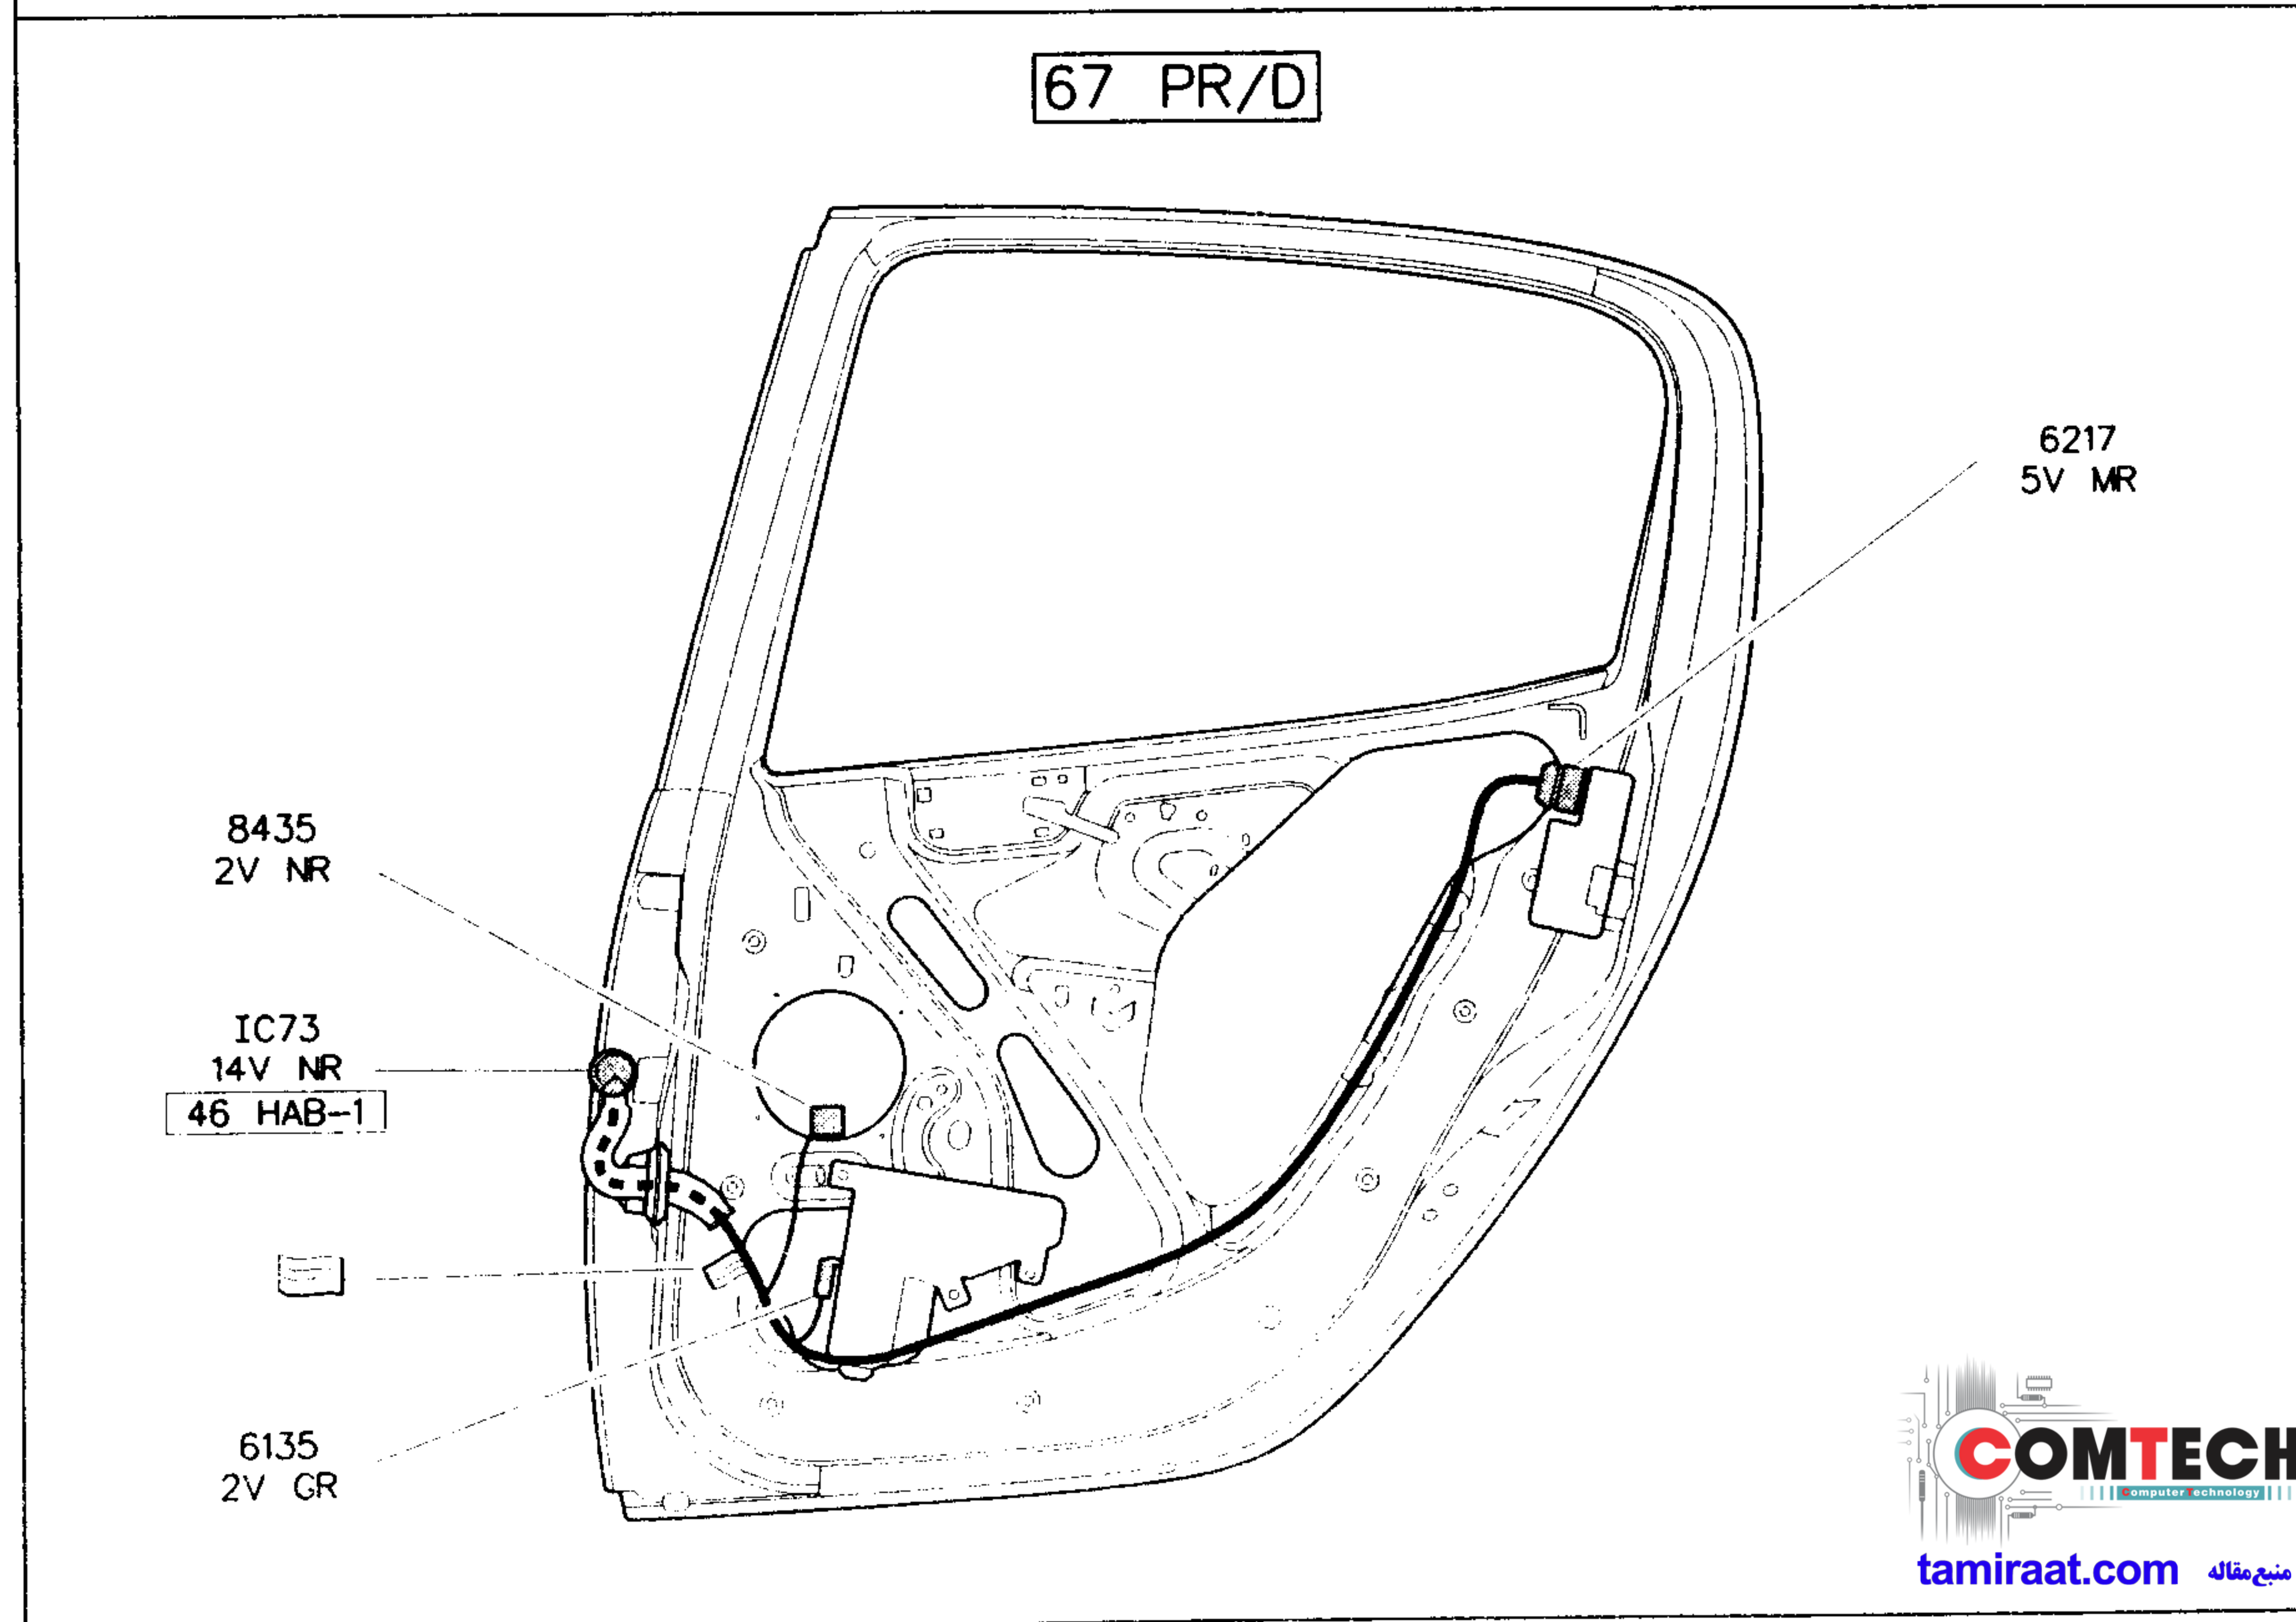 67 PR/D
6217
5V MR
8435
2V NR
IC73
14V NR
46 HAB-1
6135
2V GR
COMTECH
Computer Technology
tamiraat.com منبع مقاله